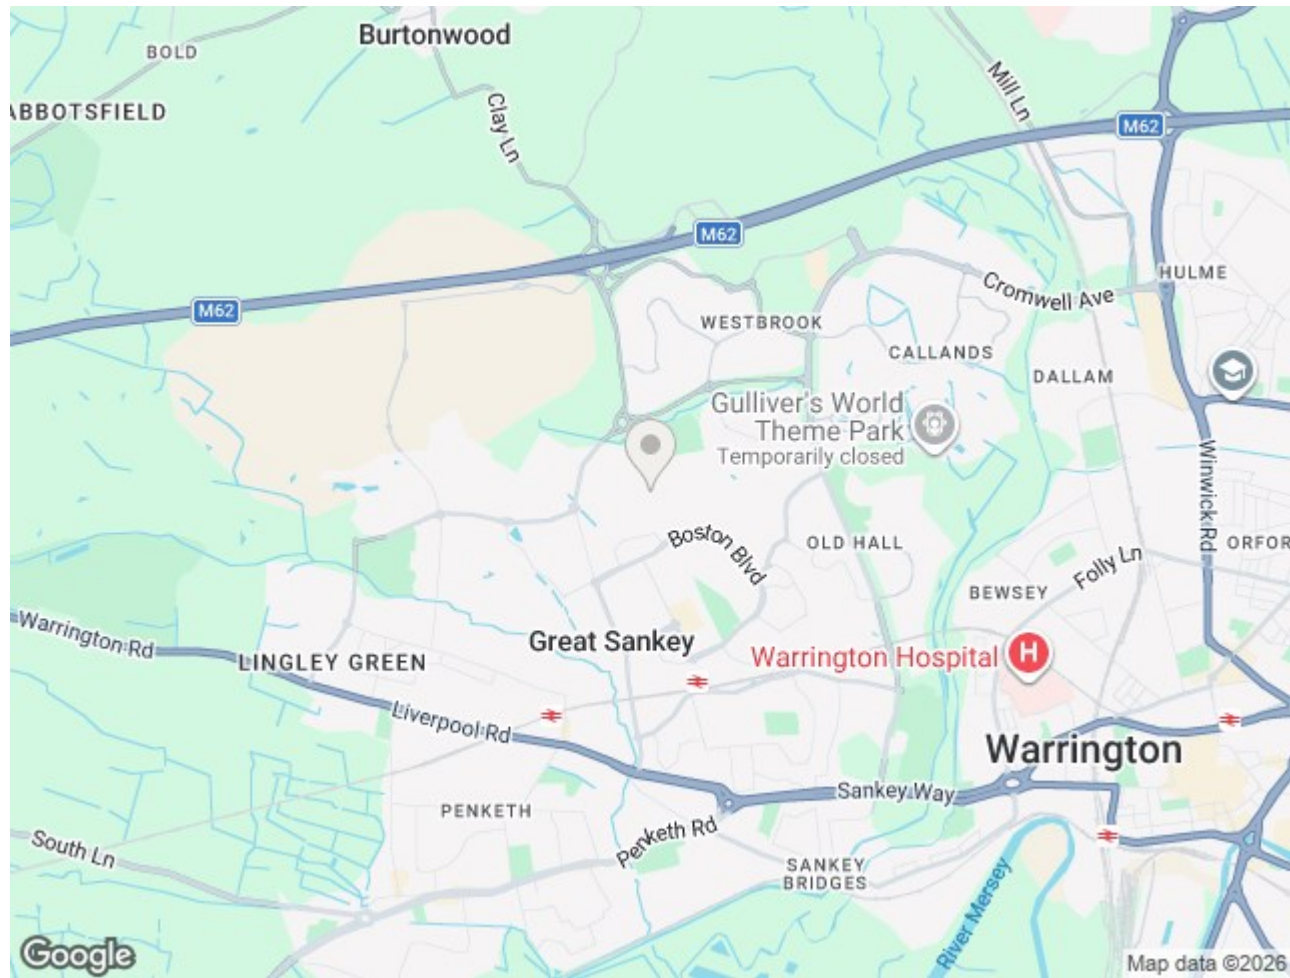 Burtonwood
BOLD
ABBOTSFIELD
Clay Ln
Mill Ln
M62
M62
M62
HULME
Cromwell Ave
WESTBROOK
CALLANDS
DALLAM
Gulliver's World
Theme Park
Temporarily closed
Winwick Rd
Boston Blvd
OLD HALL
ORFOR
Folly Ln
BEWSEY
Warrington Rd
Great Sankey
LINGLEY GREEN
Warrington Hospital
H
Liverpool Rd
Warrington
Sankey Way
PENKETH
Penketh Rd
South Ln
SANKEY
BRIDGES
River Mersey
Google
Map data ©2026